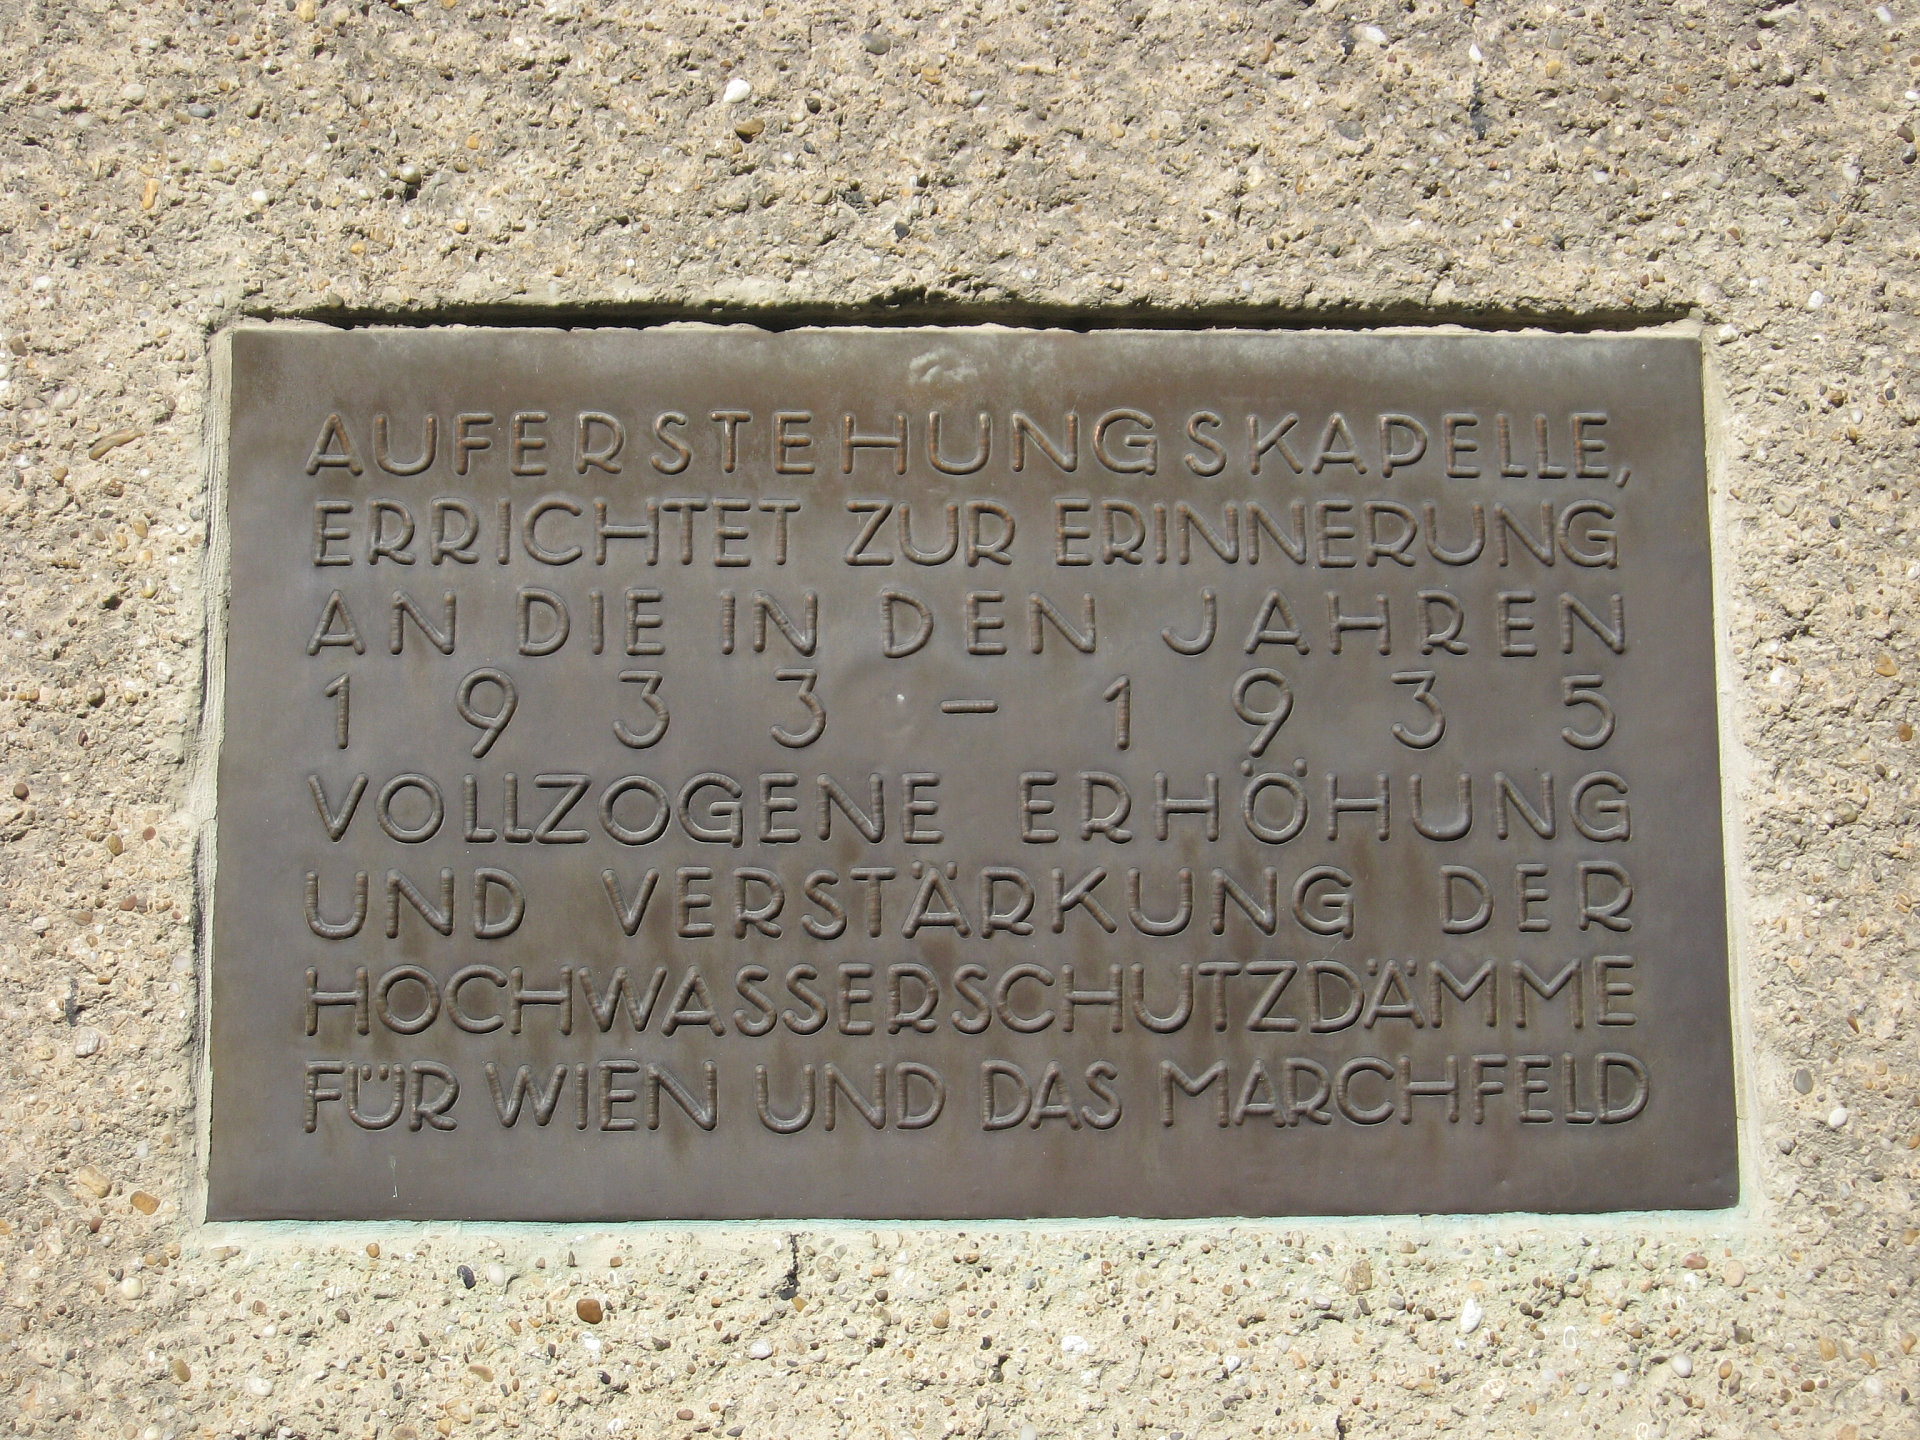 AUFERSTEHUNGSKAPELLE,
ERRICHTET ZUR ERINNERUNG
AN DIE IN DEN JAHREN
1933 – 1935
VOLLZOGENE ERHÖHUNG
UND VERSTÄRKUNG DER
HOCHWASSERSCHUTZDÄMME
FÜR WIEN UND DAS MARCHFELD